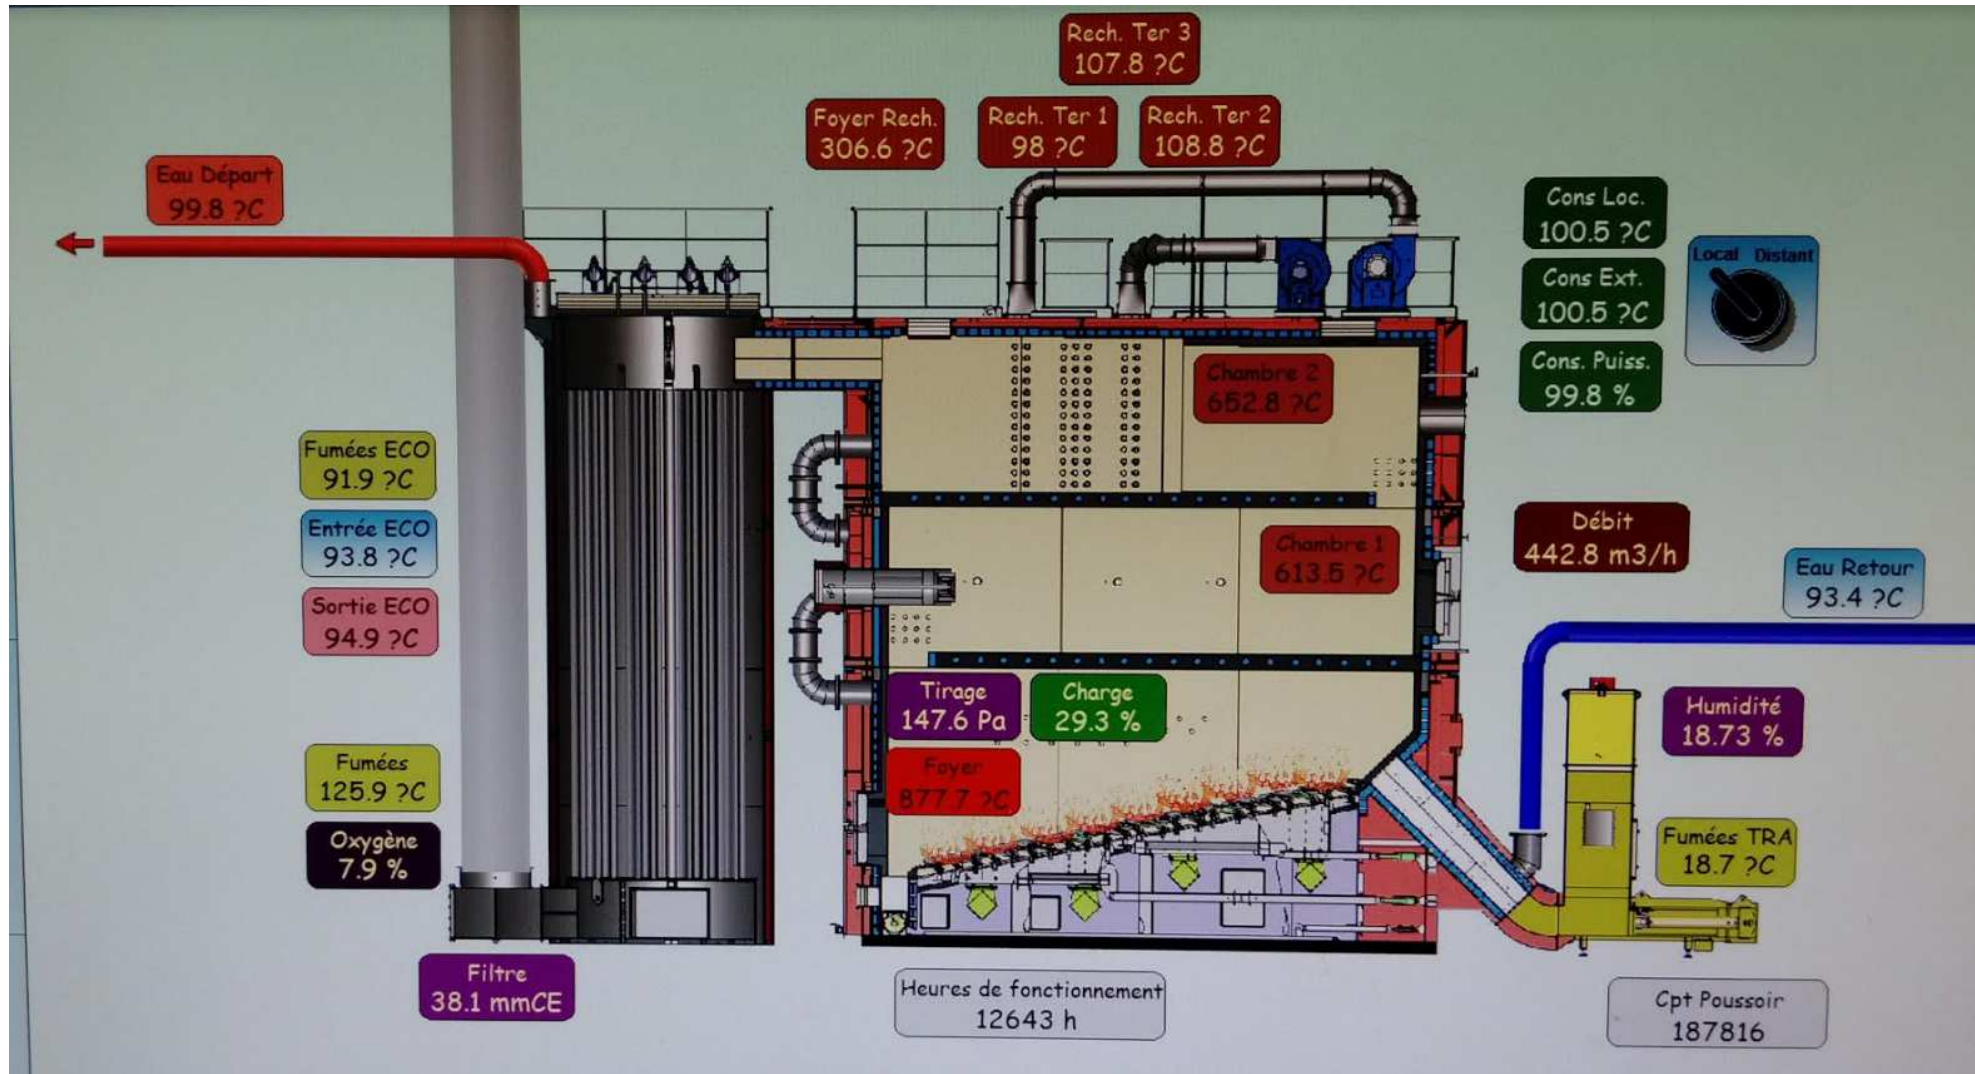 Rech. Ter 3
107.8 ?C
Foyer Rech.
306.6 ?C
Rech. Ter 1
98 ?C
Rech. Ter 2
108.8 ?C
Eau Départ
99.8 ?C
Cons Loc.
100.5 ?C
Local Distant
Cons Ext.
100.5 ?C
Cons. Puiss.
99.8 %
Chambre 2
652.8 ?C
Fumées ECO
91.9 ?C
Entrée ECO
93.8 ?C
Sortie ECO
94.9 ?C
Chambre 1
613.5 ?C
Débit
442.8 m3/h
Eau Retour
93.4 ?C
Tirage
147.6 Pa
Charge
29.3 %
Humidité
18.73 %
Foyer
877.7 ?C
Fumées
125.9 ?C
Oxygène
7.9 %
Fumées TRA
18.7 ?C
Filtre
38.1 mmCE
Heures de fonctionnement
12643 h
Cpt Poussoir
187816